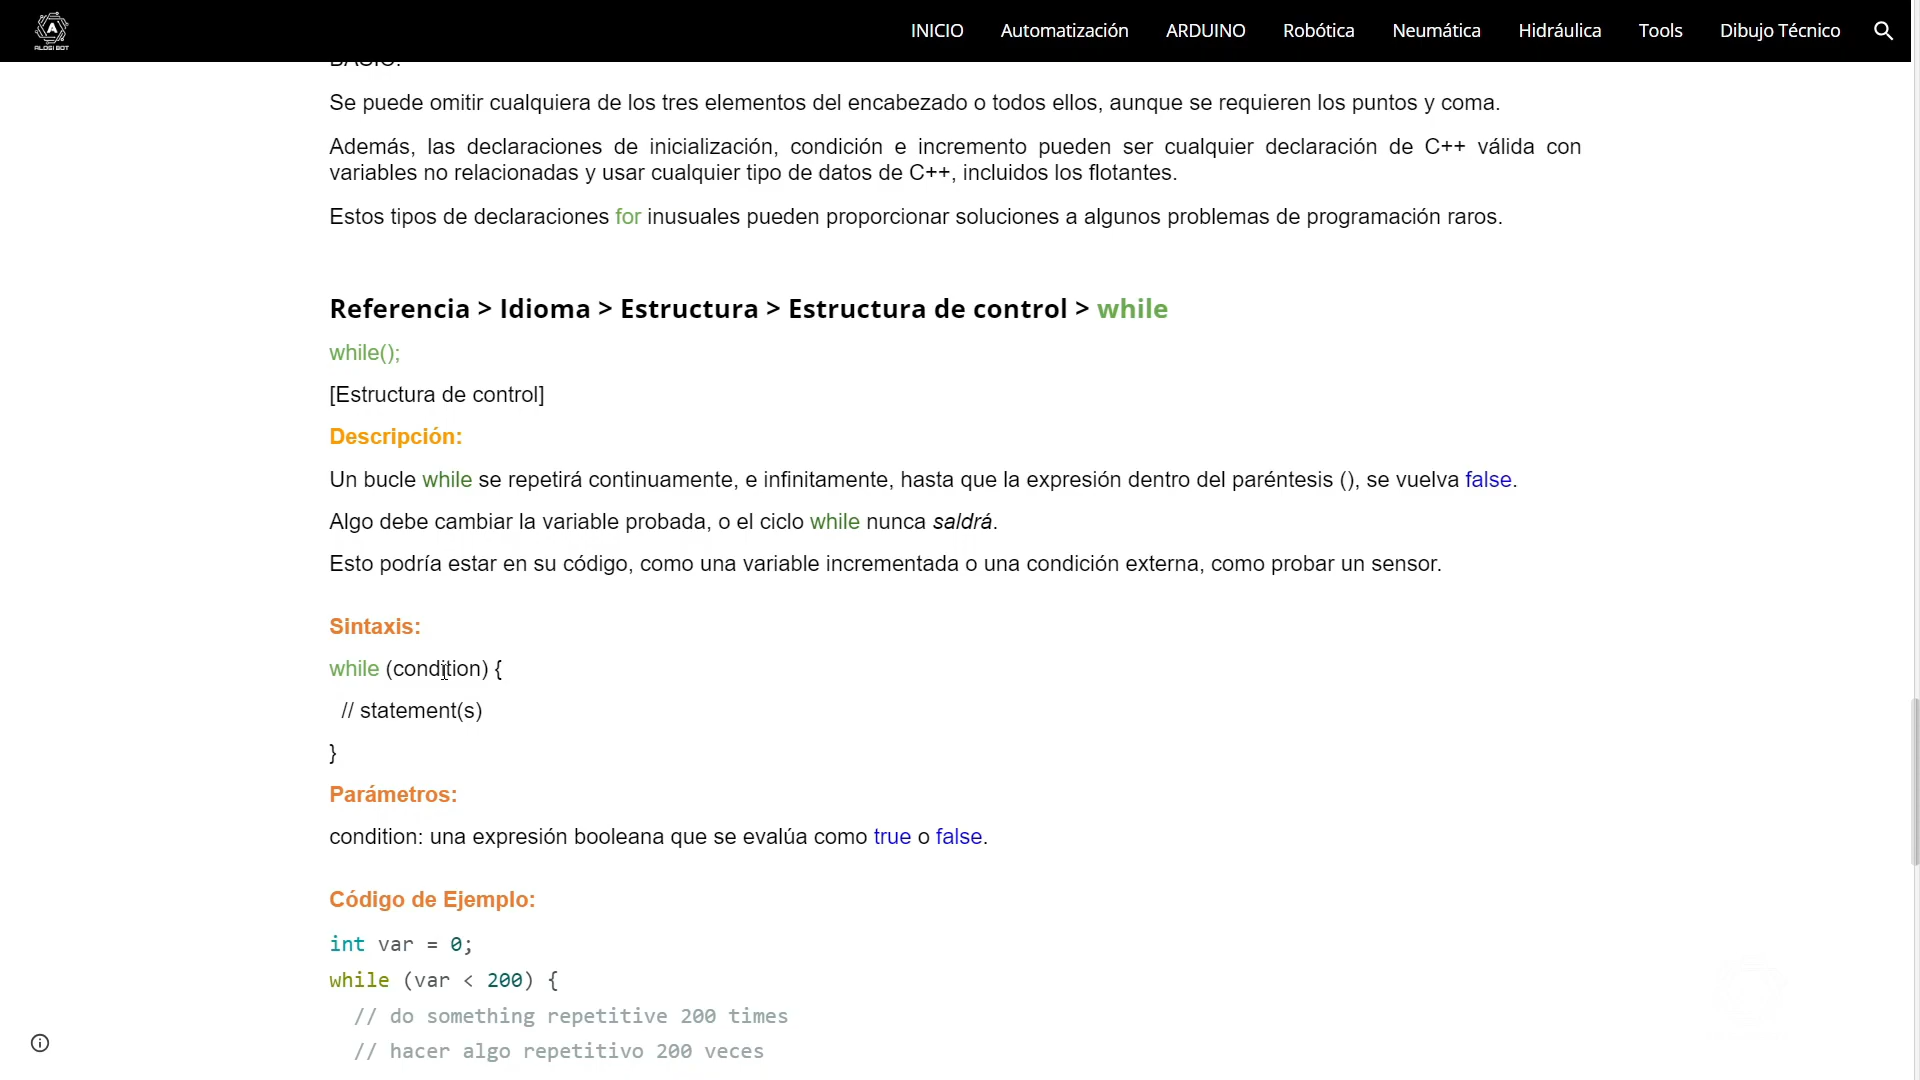 ALOSI BOT
INICIO Automatización ARDUINO Robótica Neumática Hidráulica Tools Dibujo Técnico
BASIC.
Se puede omitir cualquiera de los tres elementos del encabezado o todos ellos, aunque se requieren los puntos y coma.
Además, las declaraciones de inicialización, condición e incremento pueden ser cualquier declaración de C++ válida con
variables no relacionadas y usar cualquier tipo de datos de C++, incluidos los flotantes.
Estos tipos de declaraciones for inusuales pueden proporcionar soluciones a algunos problemas de programación raros.
Referencia > Idioma > Estructura > Estructura de control > while
while();
[Estructura de control]
Descripción:
Un bucle while se repetirá continuamente, e infinitamente, hasta que la expresión dentro del paréntesis (), se vuelva false.
Algo debe cambiar la variable probada, o el ciclo while nunca saldrá.
Esto podría estar en su código, como una variable incrementada o una condición externa, como probar un sensor.
Sintaxis:
while (condition) {
// statement(s)
}
Parámetros:
condition: una expresión booleana que se evalúa como true o false.
Código de Ejemplo:
int var = 0;
while (var < 200) {
// do something repetitive 200 times
// hacer algo repetitivo 200 veces